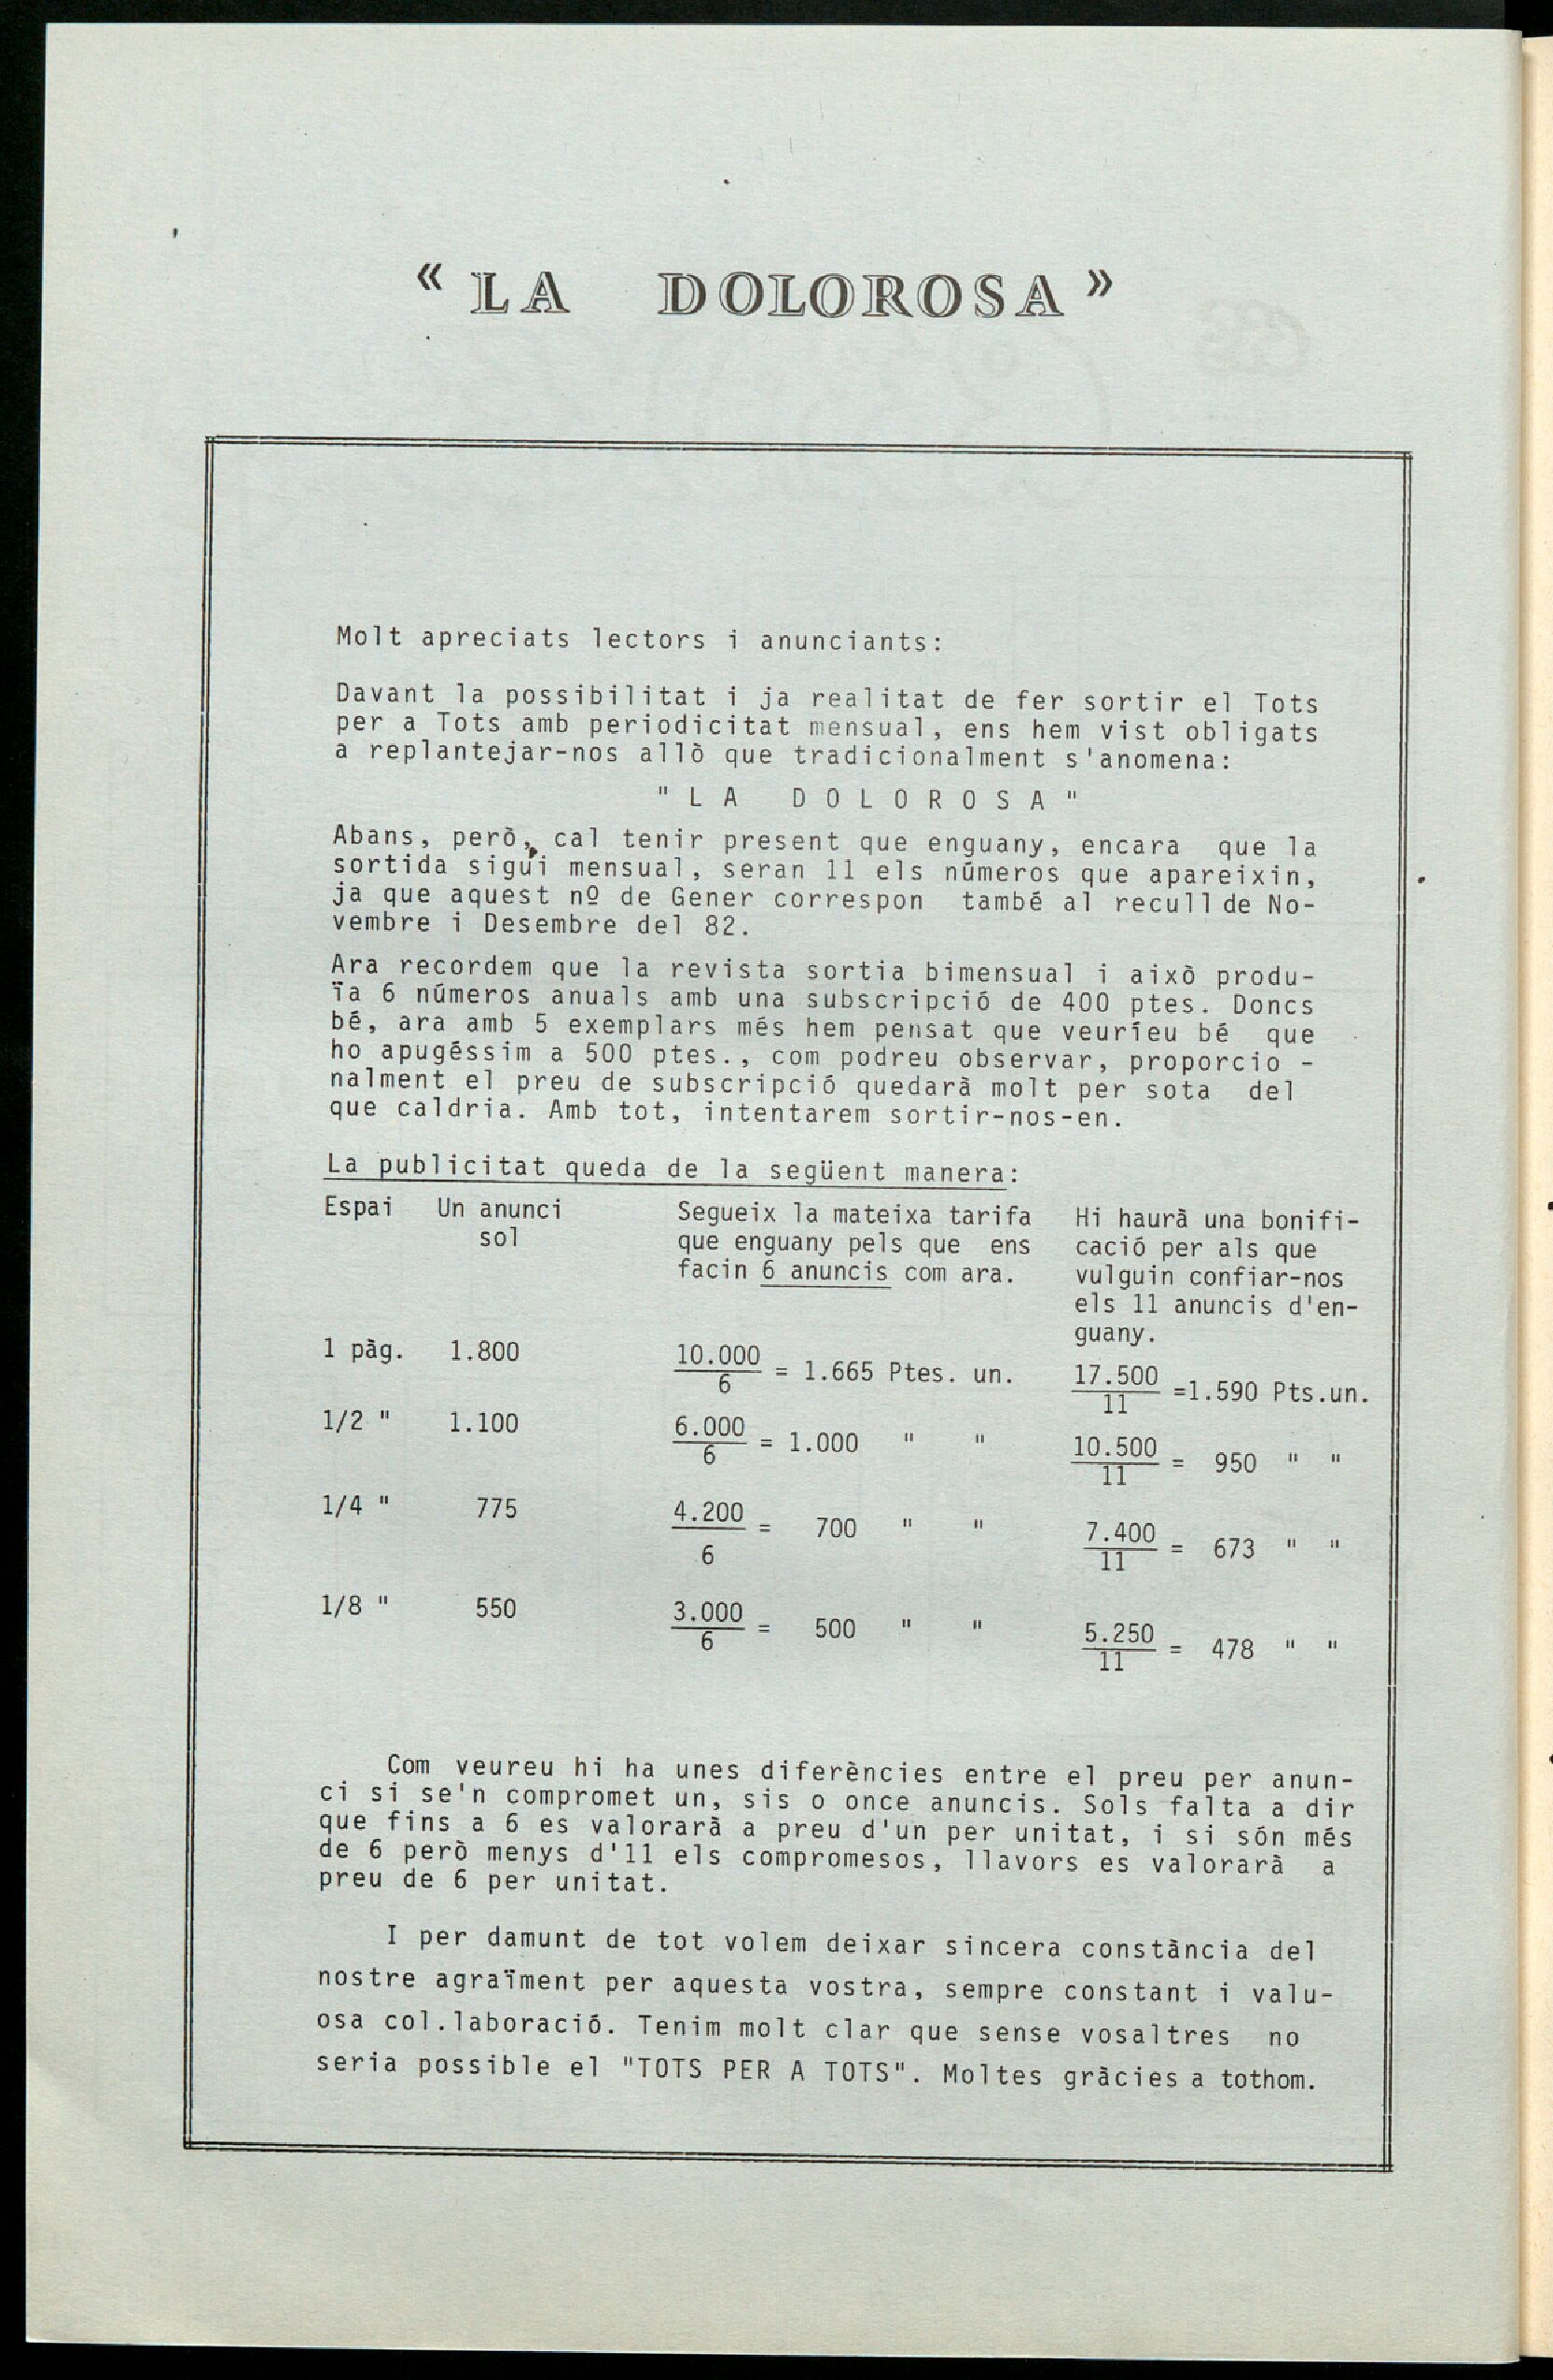 « LA DOLOROSA »
Molt apreciats lectors i anunciants:
Davant la possibilitat i ja realitat de fer sortir el Tots
per a Tots amb periodicitat mensual, ens hem vist obligats
a replantejar-nos allò que tradicionalment s'anomena:
" L A D O L O R O S A "
Abans, però, cal tenir present que enguany, encara que la
sortida sigui mensual, seran 11 els números que apareixin,
ja que aquest nº de Gener correspon també al recull de No-
vembre i Desembre del 82.
Ara recordem que la revista sortia bimensual i això produ-
ïa 6 números anuals amb una subscripció de 400 ptes. Doncs
bé, ara amb 5 exemplars més hem pensat que veuríeu bé que
ho apugéssim a 500 ptes., com podreu observar, proporcio -
nalment el preu de subscripció quedarà molt per sota del
que caldria. Amb tot, intentarem sortir-nos-en.
La publicitat queda de la següent manera:
Espai Un anunci sol Segueix la mateixa tarifa
que enguany pels que ens
facin 6 anuncis com ara.
Hi haurà una bonifi-
cació per als que
vulguin confiar-nos
els 11 anuncis d'en-
guany.
1 pàg. 1.800 10.000/6 = 1.665 Ptes. un. 17.500/11 =1.590 Pts.un.
1/2 " 1.100 6.000/6 = 1.000 " " 10.500/11 = 950 " "
1/4 " 775 4.200/6 = 700 " " 7.400/11 = 673 " "
1/8 " 550 3.000/6 = 500 " " 5.250/11 = 478 " "
Com veureu hi ha unes diferències entre el preu per anun-
ci si se'n compromet un, sis o once anuncis. Sols falta a dir
que fins a 6 es valorarà a preu d'un per unitat, i si són més
de 6 però menys d'11 els compromesos, llavors es valorarà a
preu de 6 per unitat.
I per damunt de tot volem deixar sincera constància del
nostre agraïment per aquesta vostra, sempre constant i valu-
osa col.laboració. Tenim molt clar que sense vosaltres no
seria possible el "TOTS PER A TOTS". Moltes gràcies a tothom.